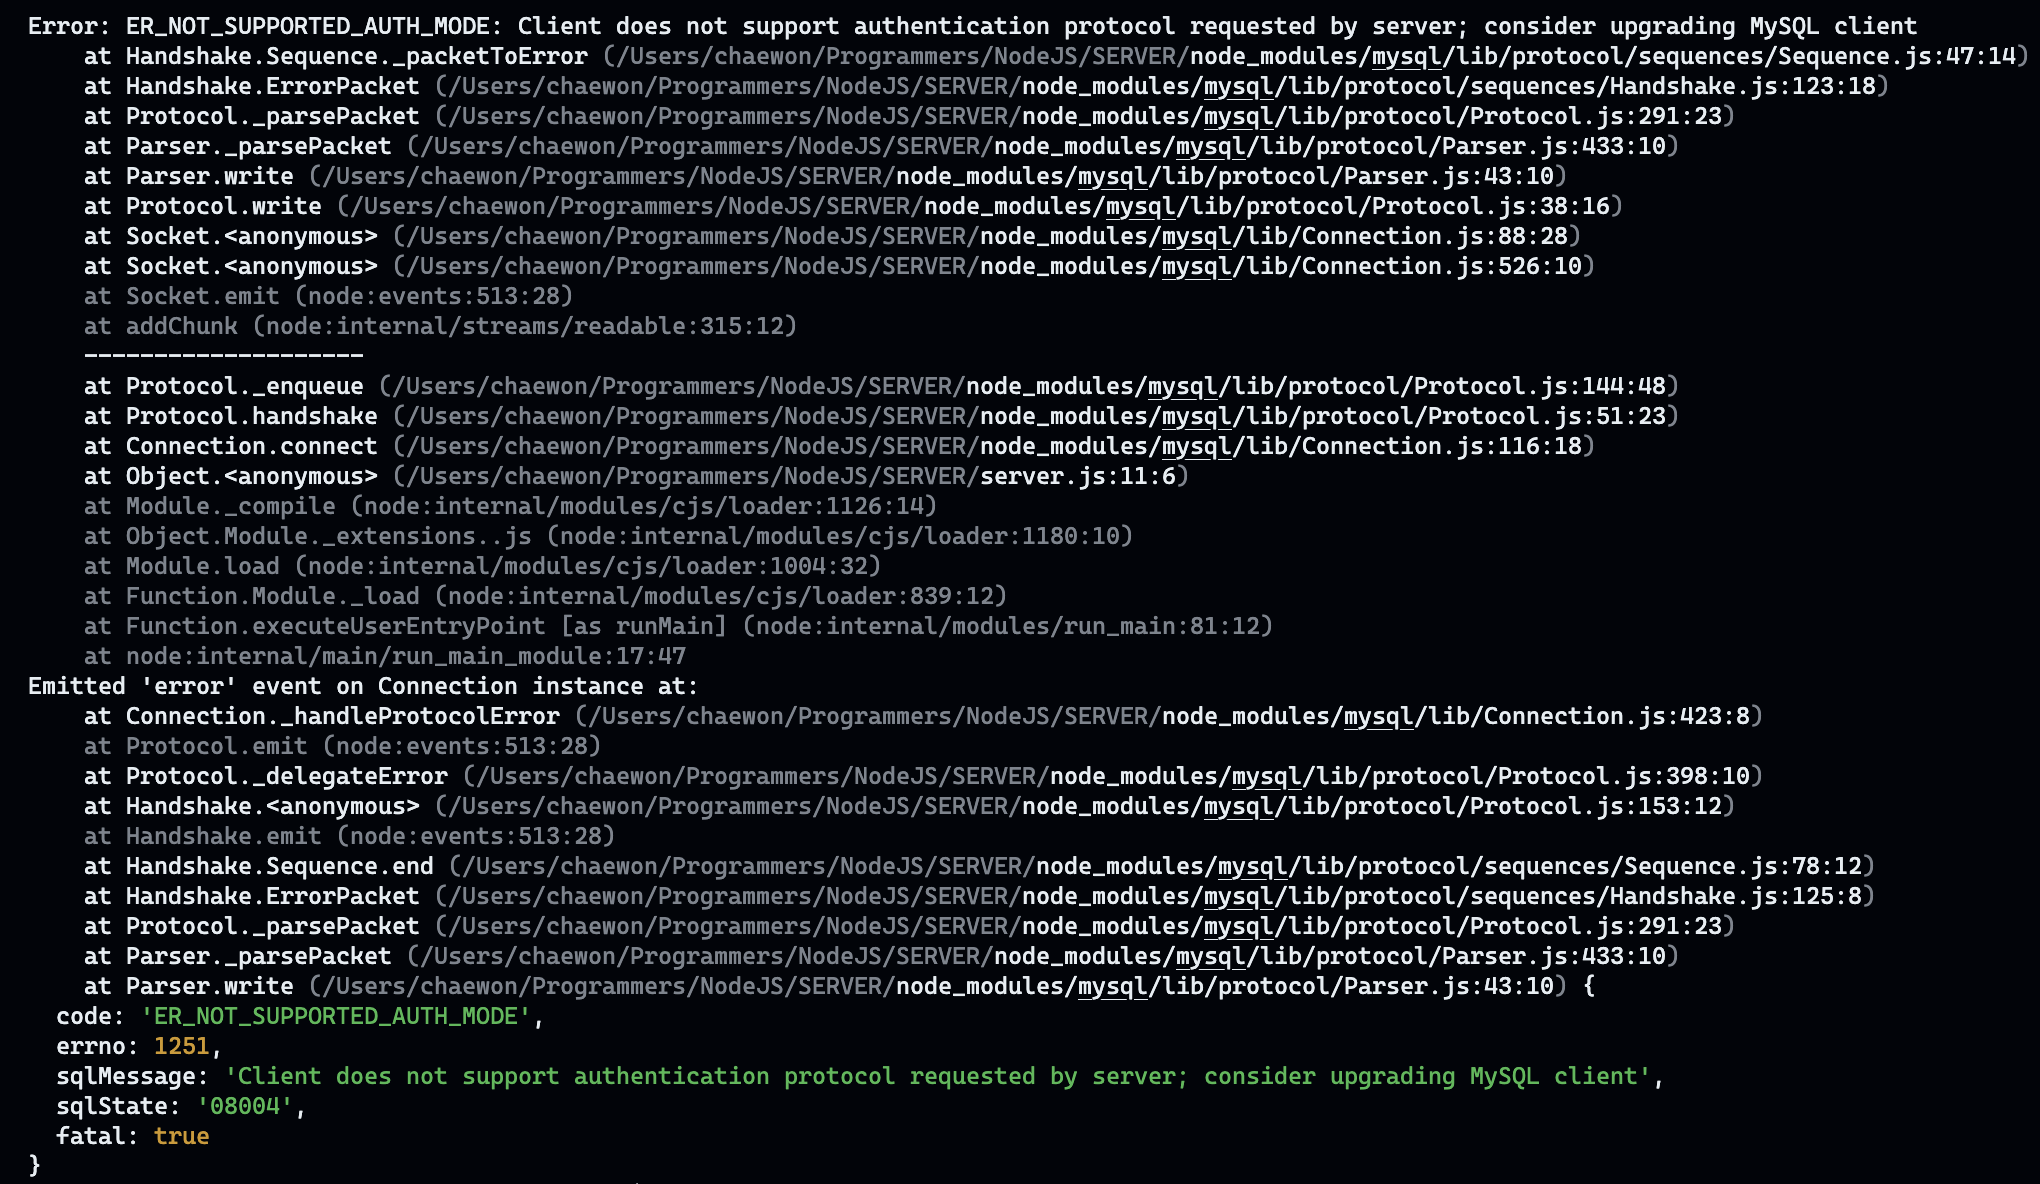 Error: ER_NOT_SUPPORTED_AUTH_MODE: Client does not support authentication protocol requested by server; consider upgrading MySQL client
    at Handshake.Sequence._packetToError (/Users/chaewon/Programmers/NodeJS/SERVER/node_modules/mysql/lib/protocol/sequences/Sequence.js:47:14)
    at Handshake.ErrorPacket (/Users/chaewon/Programmers/NodeJS/SERVER/node_modules/mysql/lib/protocol/sequences/Handshake.js:123:18)
    at Protocol._parsePacket (/Users/chaewon/Programmers/NodeJS/SERVER/node_modules/mysql/lib/protocol/Protocol.js:291:23)
    at Parser._parsePacket (/Users/chaewon/Programmers/NodeJS/SERVER/node_modules/mysql/lib/protocol/Parser.js:433:10)
    at Parser.write (/Users/chaewon/Programmers/NodeJS/SERVER/node_modules/mysql/lib/protocol/Parser.js:43:10)
    at Protocol.write (/Users/chaewon/Programmers/NodeJS/SERVER/node_modules/mysql/lib/protocol/Protocol.js:38:16)
    at Socket.<anonymous> (/Users/chaewon/Programmers/NodeJS/SERVER/node_modules/mysql/lib/Connection.js:88:28)
    at Socket.<anonymous> (/Users/chaewon/Programmers/NodeJS/SERVER/node_modules/mysql/lib/Connection.js:526:10)
    at Socket.emit (node:events:513:28)
    at addChunk (node:internal/streams/readable:315:12)
    --------------------
    at Protocol._enqueue (/Users/chaewon/Programmers/NodeJS/SERVER/node_modules/mysql/lib/protocol/Protocol.js:144:48)
    at Protocol.handshake (/Users/chaewon/Programmers/NodeJS/SERVER/node_modules/mysql/lib/protocol/Protocol.js:51:23)
    at Connection.connect (/Users/chaewon/Programmers/NodeJS/SERVER/node_modules/mysql/lib/Connection.js:116:18)
    at Object.<anonymous> (/Users/chaewon/Programmers/NodeJS/SERVER/server.js:11:6)
    at Module._compile (node:internal/modules/cjs/loader:1126:14)
    at Object.Module._extensions..js (node:internal/modules/cjs/loader:1180:10)
    at Module.load (node:internal/modules/cjs/loader:1004:32)
    at Function.Module._load (node:internal/modules/cjs/loader:839:12)
    at Function.executeUserEntryPoint [as runMain] (node:internal/modules/run_main:81:12)
    at node:internal/main/run_main_module:17:47
Emitted 'error' event on Connection instance at:
    at Connection._handleProtocolError (/Users/chaewon/Programmers/NodeJS/SERVER/node_modules/mysql/lib/Connection.js:423:8)
    at Protocol.emit (node:events:513:28)
    at Protocol._delegateError (/Users/chaewon/Programmers/NodeJS/SERVER/node_modules/mysql/lib/protocol/Protocol.js:398:10)
    at Handshake.<anonymous> (/Users/chaewon/Programmers/NodeJS/SERVER/node_modules/mysql/lib/protocol/Protocol.js:153:12)
    at Handshake.emit (node:events:513:28)
    at Handshake.Sequence.end (/Users/chaewon/Programmers/NodeJS/SERVER/node_modules/mysql/lib/protocol/sequences/Sequence.js:78:12)
    at Handshake.ErrorPacket (/Users/chaewon/Programmers/NodeJS/SERVER/node_modules/mysql/lib/protocol/sequences/Handshake.js:125:8)
    at Protocol._parsePacket (/Users/chaewon/Programmers/NodeJS/SERVER/node_modules/mysql/lib/protocol/Protocol.js:291:23)
    at Parser._parsePacket (/Users/chaewon/Programmers/NodeJS/SERVER/node_modules/mysql/lib/protocol/Parser.js:433:10)
    at Parser.write (/Users/chaewon/Programmers/NodeJS/SERVER/node_modules/mysql/lib/protocol/Parser.js:43:10) {
  code: 'ER_NOT_SUPPORTED_AUTH_MODE',
  errno: 1251,
  sqlMessage: 'Client does not support authentication protocol requested by server; consider upgrading MySQL client',
  sqlState: '08004',
  fatal: true
}